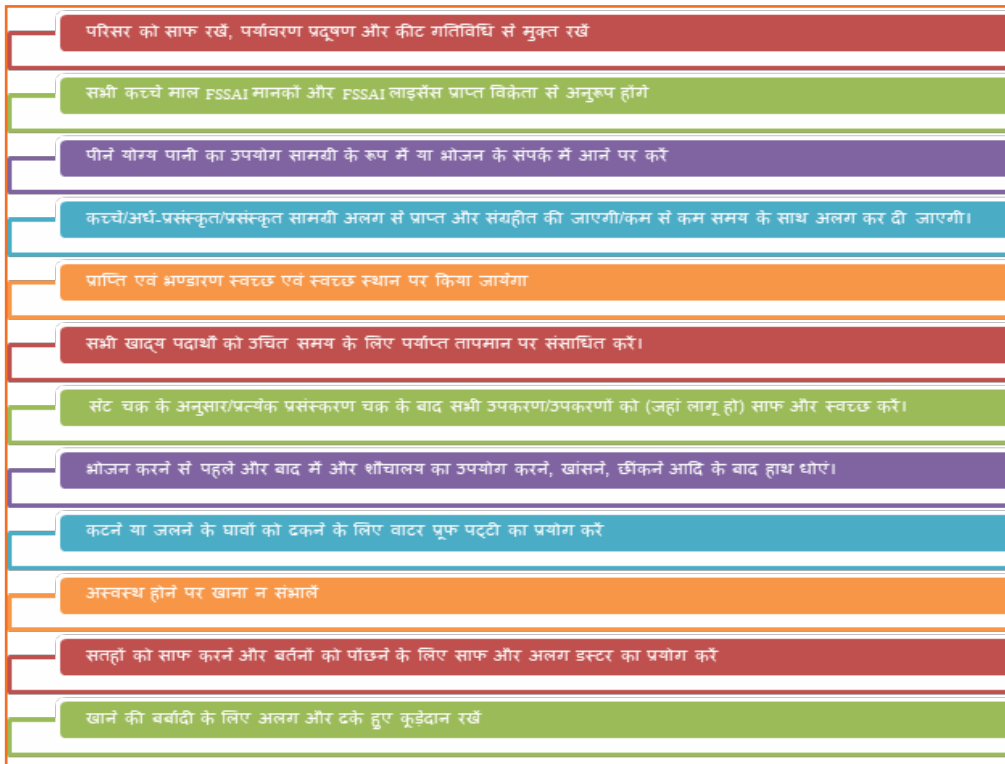 परिसर को साफ रखें, पर्यावरण प्रदूषण और कीट गतिविधि से मुक्त रखें
सभी कच्चे माल FSSAI मानकों और FSSAI लाइसेंस प्राप्त विक्रेता से अनुरूप होंगे
पीने योग्य पानी का उपयोग सामग्री के रूप में या भोजन के संपर्क में आने पर करें
कच्चे/अर्ध-प्रसंस्कृत/प्रसंस्कृत सामग्री अलग से प्राप्त और संग्रहीत की जाएगी/कम से कम समय के साथ अलग कर दी जाएगी।
प्राप्ति एवं भण्डारण स्वच्छ एवं स्वच्छ स्थान पर किया जायेगा
सभी खाद्य पदार्थों को उचित समय के लिए पर्याप्त तापमान पर संसाधित करें।
सेट चक्र के अनुसार/प्रत्येक प्रसंस्करण चक्र के बाद सभी उपकरण/उपकरणों को (जहां लागू हो) साफ और स्वच्छ करें।
भोजन करने से पहले और बाद में और शौचालय का उपयोग करने, खांसने, छींकने आदि के बाद हाथ धोएं।
कटने या जलने के घावों को ढकने के लिए वाटर प्रूफ पट्टी का प्रयोग करें
अस्वस्थ होने पर खाना न संभालें
सतहों को साफ करने और बर्तनों को पोंछने के लिए साफ और अलग डस्टर का प्रयोग करें
खाने की बर्बादी के लिए अलग और ढके हुए कूड़ेदान रखें